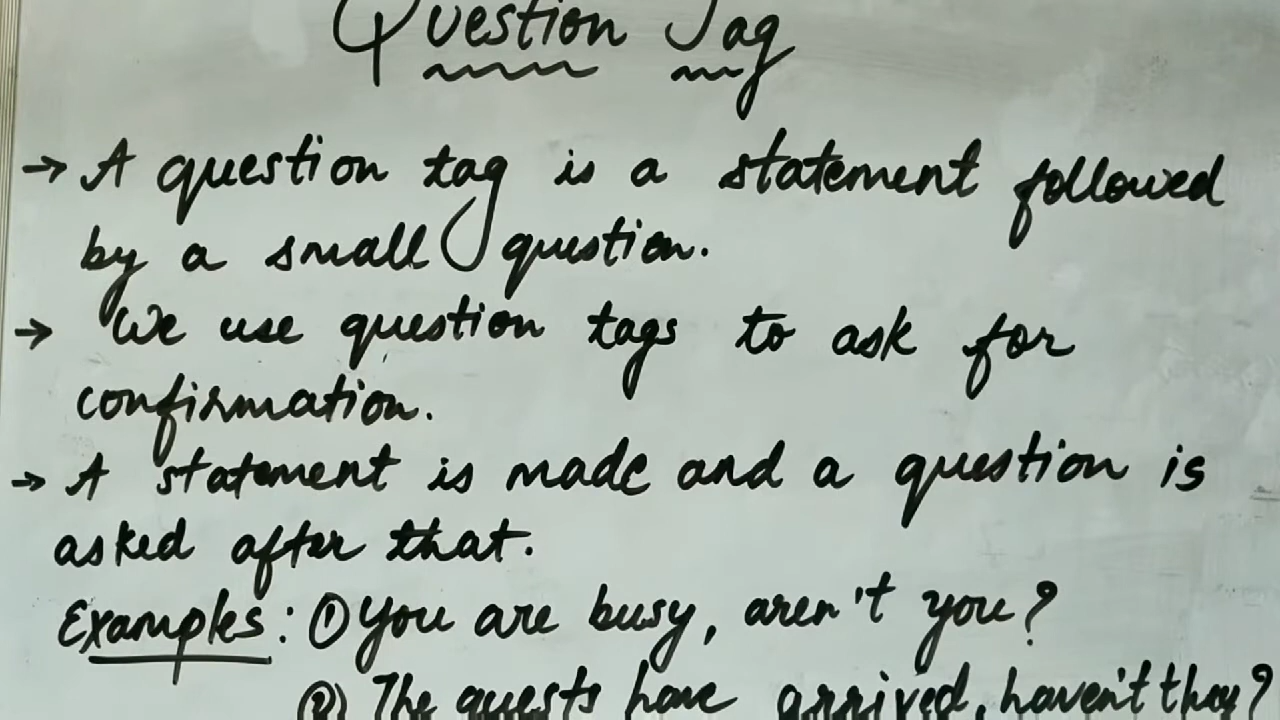 Question Tag
→ A question tag is a statement followed
by a small question.
→ We use question tags to ask for
confirmation.
→ A statement is made and a question is
asked after that.
Examples: ① You are busy, aren't you?
② The guests have arrived, haven't they?